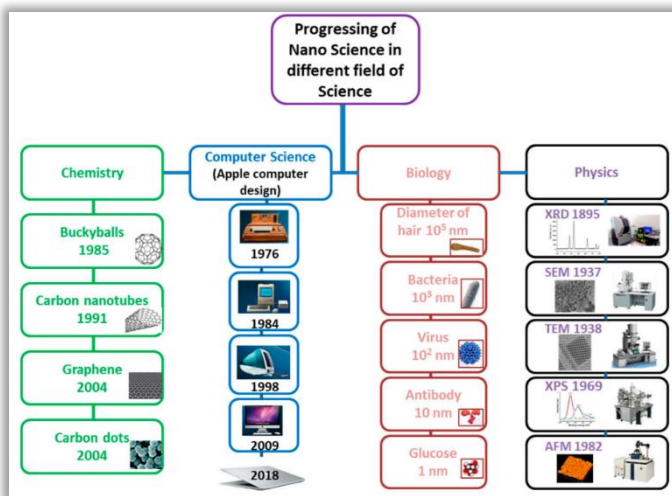 Progressing of
Nano Science in
different field of
Science
Chemistry
Buckyballs
1985
Carbon nanotubes
1991
Graphene
2004
Carbon dots
2004
Computer Science
(Apple computer
design)
1976
1984
1998
2009
2018
Biology
Diameter of
hair 10⁵ nm
Bacteria
10³ nm
Virus
10² nm
Antibody
10 nm
Glucose
1 nm
Physics
XRD 1895
SEM 1937
TEM 1938
XPS 1969
AFM 1982